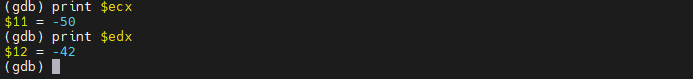 (gdb) print $ecx
$11 = -50
(gdb) print $edx
$12 = -42
(gdb)